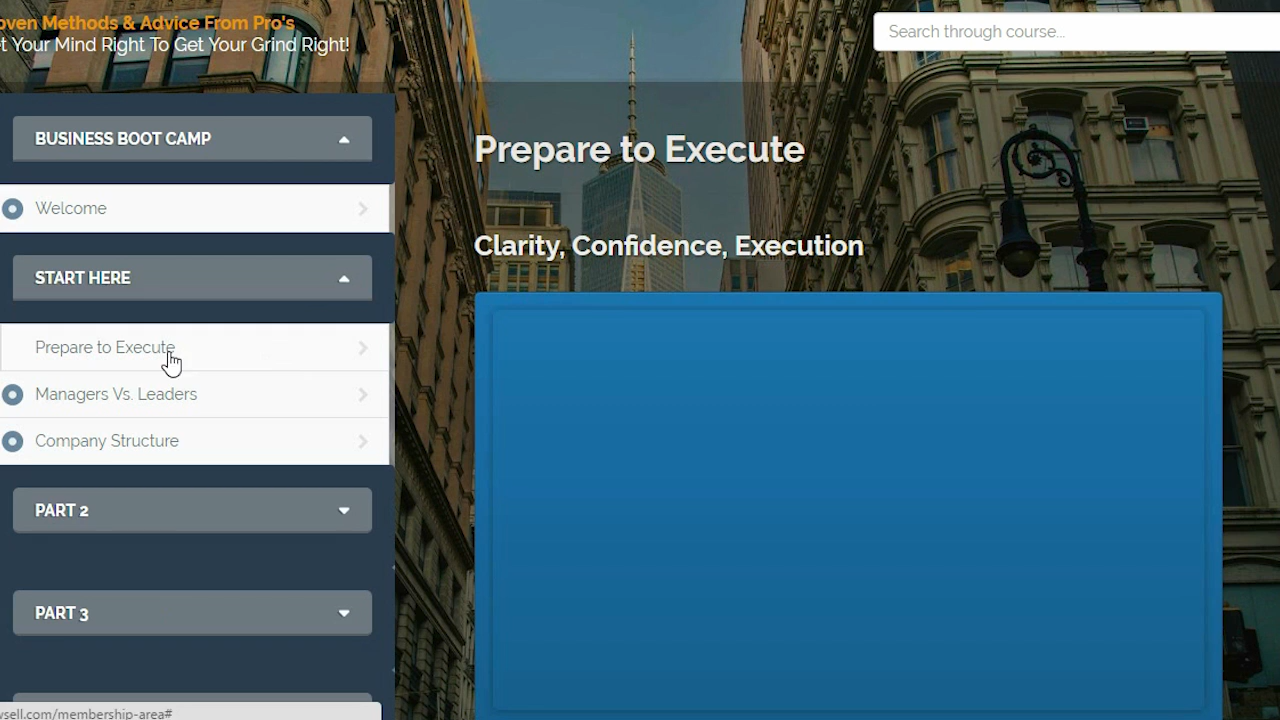 oven Methods & Advice From Pro's
t Your Mind Right To Get Your Grind Right!
Search through course...
BUSINESS BOOT CAMP
Welcome
START HERE
Prepare to Execute
Managers Vs. Leaders
Company Structure
PART 2
PART 3
Prepare to Execute
Clarity, Confidence, Execution
wsell.com/membership-area#